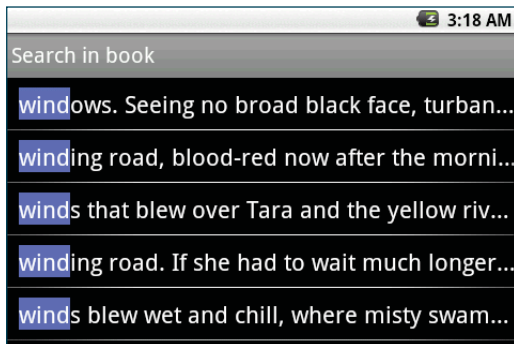 3:18 AM
Search in book
windows. Seeing no broad black face, turban...
winding road, blood-red now after the morni...
winds that blew over Tara and the yellow riv...
winding road. If she had to wait much longer...
winds blew wet and chill, where misty swam...